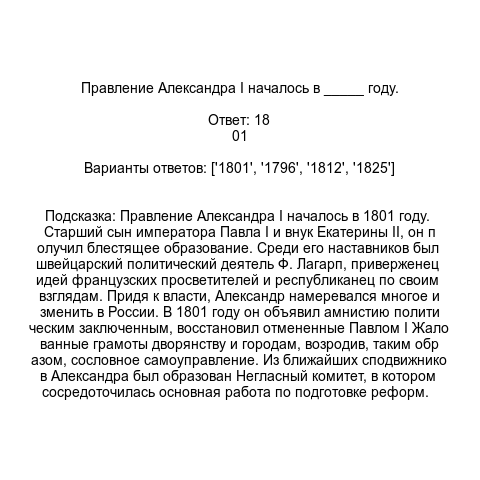 Правление Александра I началось в _____ году.
Ответ: 18
01
Варианты ответов: ['1801', '1796', '1812', '1825']
Подсказка: Правление Александра I началось в 1801 году.
Старший сын императора Павла I и внук Екатерины II, он п
олучил блестящее образование. Среди его наставников был
швейцарский политический деятель Ф. Лагарп, приверженец
идей французских просветителей и республиканец по своим
взглядам. Придя к власти, Александр намеревался многое и
зменить в России. В 1801 году он объявил амнистию полити
ческим заключенным, восстановил отмененные Павлом I Жало
ванные грамоты дворянству и городам, возродив, таким обр
азом, сословное самоуправление. Из ближайших сподвижнико
в Александра был образован Негласный комитет, в котором
сосредоточилась основная работа по подготовке реформ.